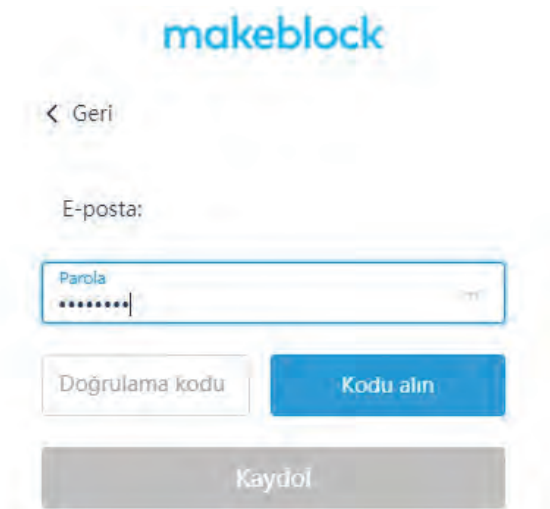 makeblock
Geri
E-posta:
Parola
••••••••
Doğrulama kodu
Kodu alın
Kaydol